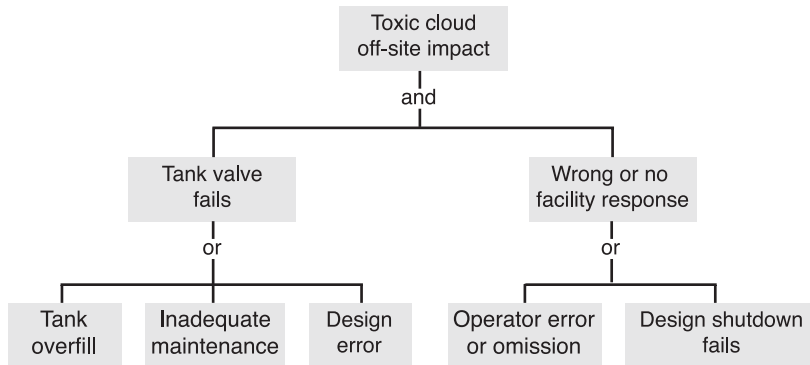 Toxic cloud
off-site impact
and
Tank valve
fails
Wrong or no
facility response
or
or
Tank
overfill
Inadequate
maintenance
Design
error
Operator error
or omission
Design shutdown
fails